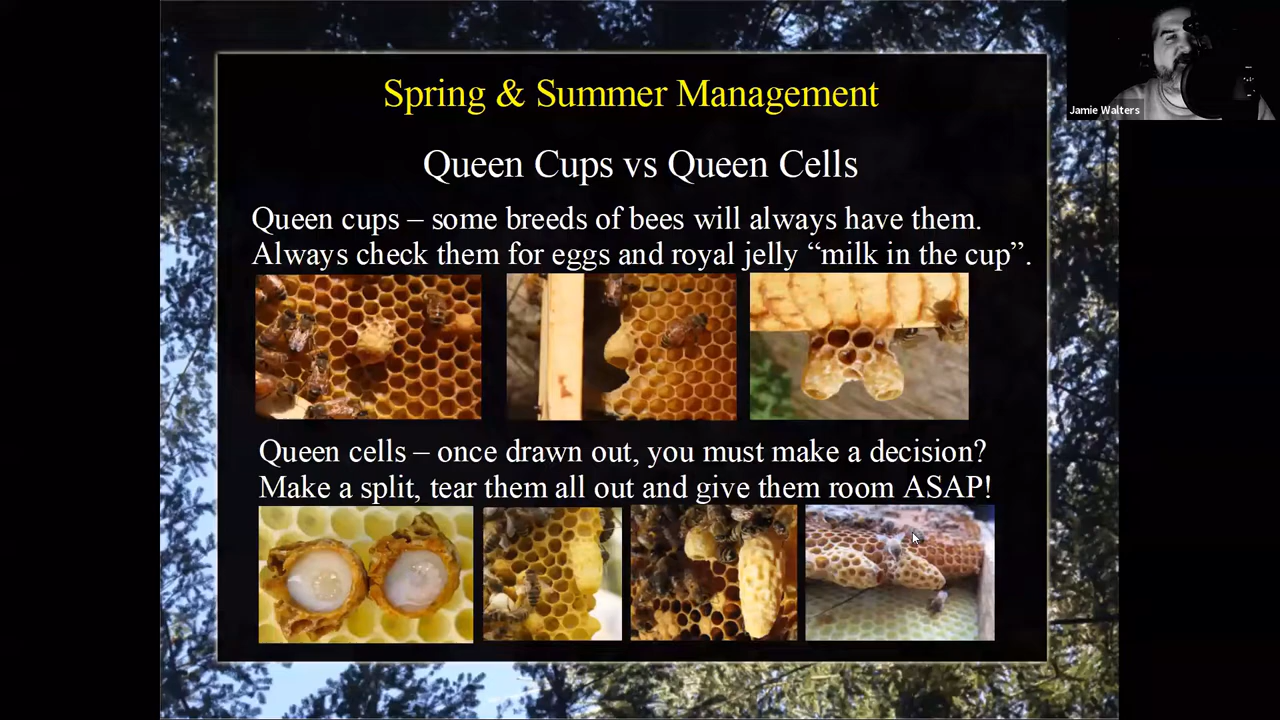 Jamie Walters
Spring & Summer Management
Queen Cups vs Queen Cells
Queen cups – some breeds of bees will always have them.
Always check them for eggs and royal jelly “milk in the cup”.
Queen cells – once drawn out, you must make a decision?
Make a split, tear them all out and give them room ASAP!